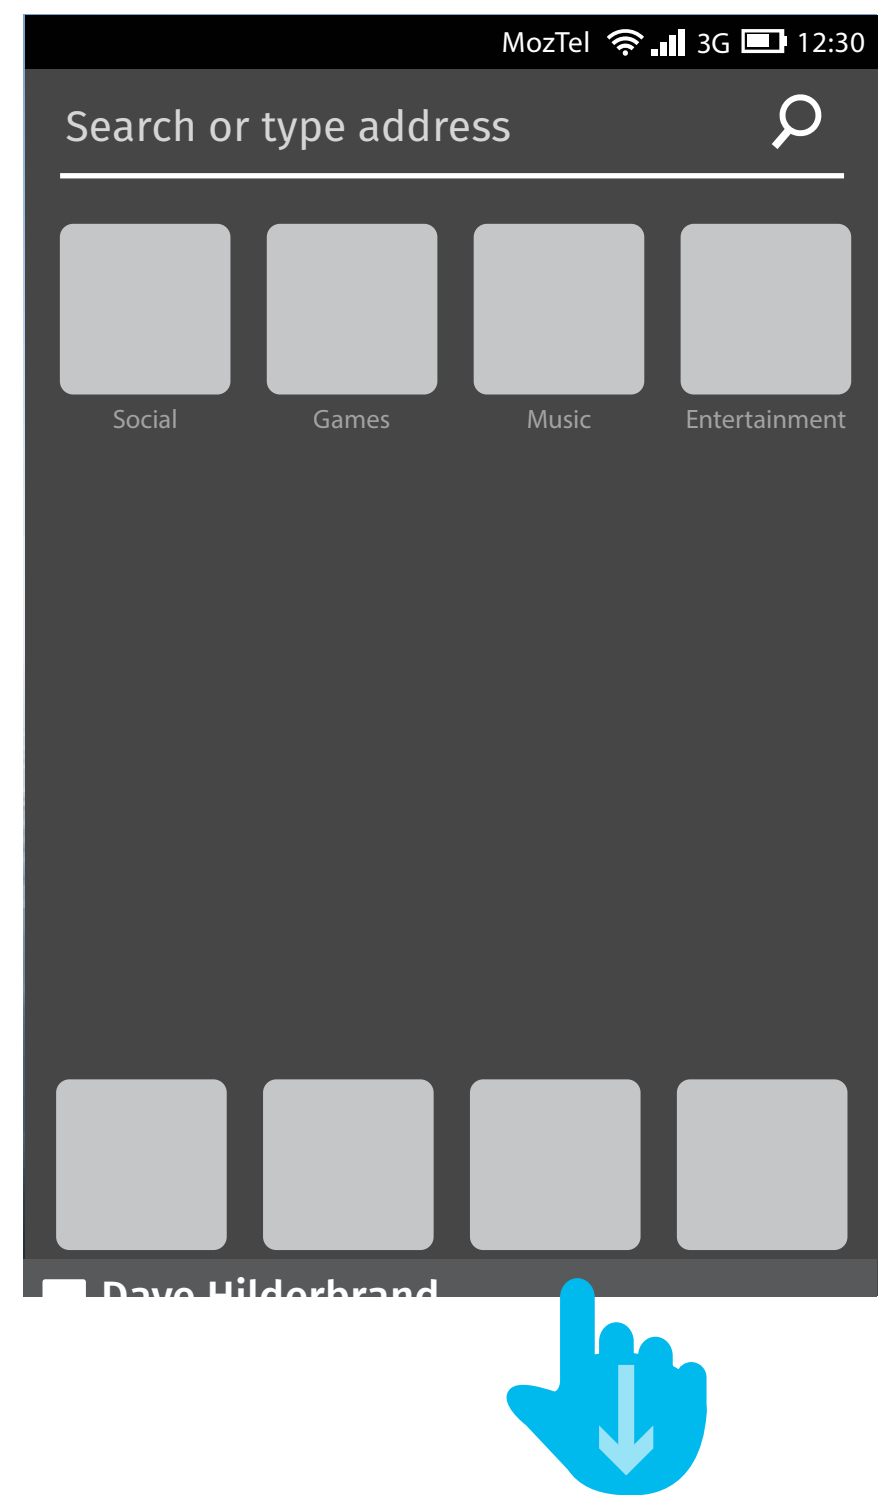 MozTel 3G 12:30
Search or type address
Social Games Music Entertainment
Dave Hilderbrand